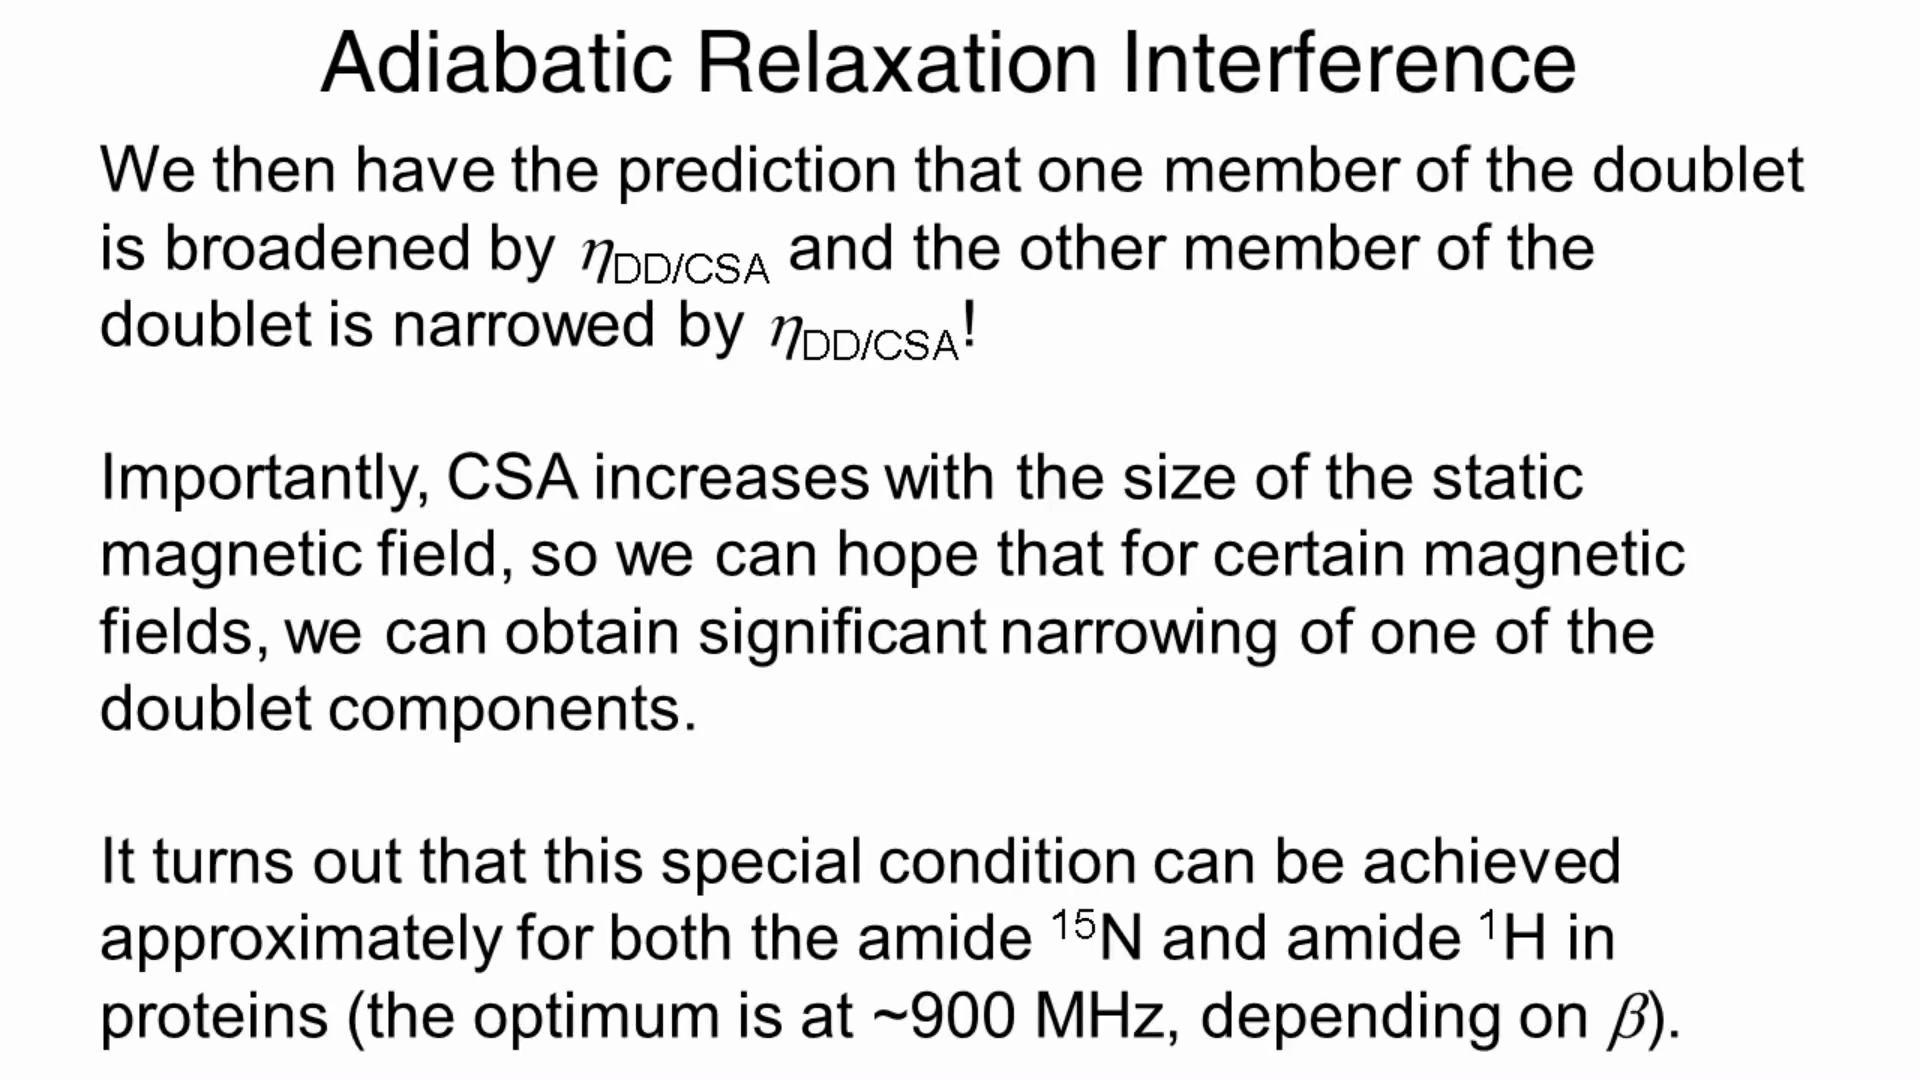 Adiabatic Relaxation Interference
We then have the prediction that one member of the doublet
is broadened by η_DD/CSA and the other member of the
doublet is narrowed by η_DD/CSA!
Importantly, CSA increases with the size of the static
magnetic field, so we can hope that for certain magnetic
fields, we can obtain significant narrowing of one of the
doublet components.
It turns out that this special condition can be achieved
approximately for both the amide ¹⁵N and amide ¹H in
proteins (the optimum is at ~900 MHz, depending on β).